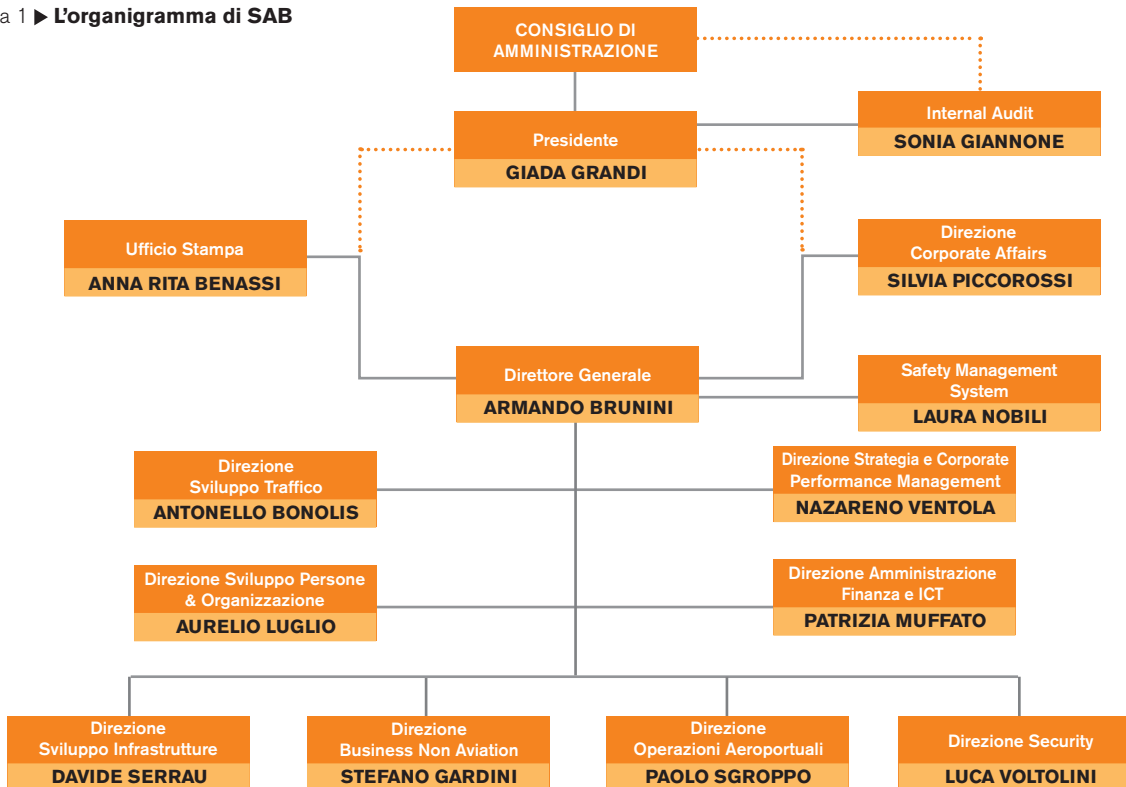 a 1 ▶ L'organigramma di SAB
CONSIGLIO DI
AMMINISTRAZIONE
Internal Audit
SONIA GIANNONE
Presidente
GIADA GRANDI
Ufficio Stampa
ANNA RITA BENASSI
Direzione
Corporate Affairs
SILVIA PICCOROSSI
Direttore Generale
ARMANDO BRUNINI
Safety Management
System
LAURA NOBILI
Direzione
Sviluppo Traffico
ANTONELLO BONOLIS
Direzione Strategia e Corporate
Performance Management
NAZARENO VENTOLA
Direzione Sviluppo Persone
& Organizzazione
AURELIO LUGLIO
Direzione Amministrazione
Finanza e ICT
PATRIZIA MUFFATO
Direzione
Sviluppo Infrastrutture
DAVIDE SERRAU
Direzione
Business Non Aviation
STEFANO GARDINI
Direzione
Operazioni Aeroportuali
PAOLO SGROPPO
Direzione Security
LUCA VOLTOLINI